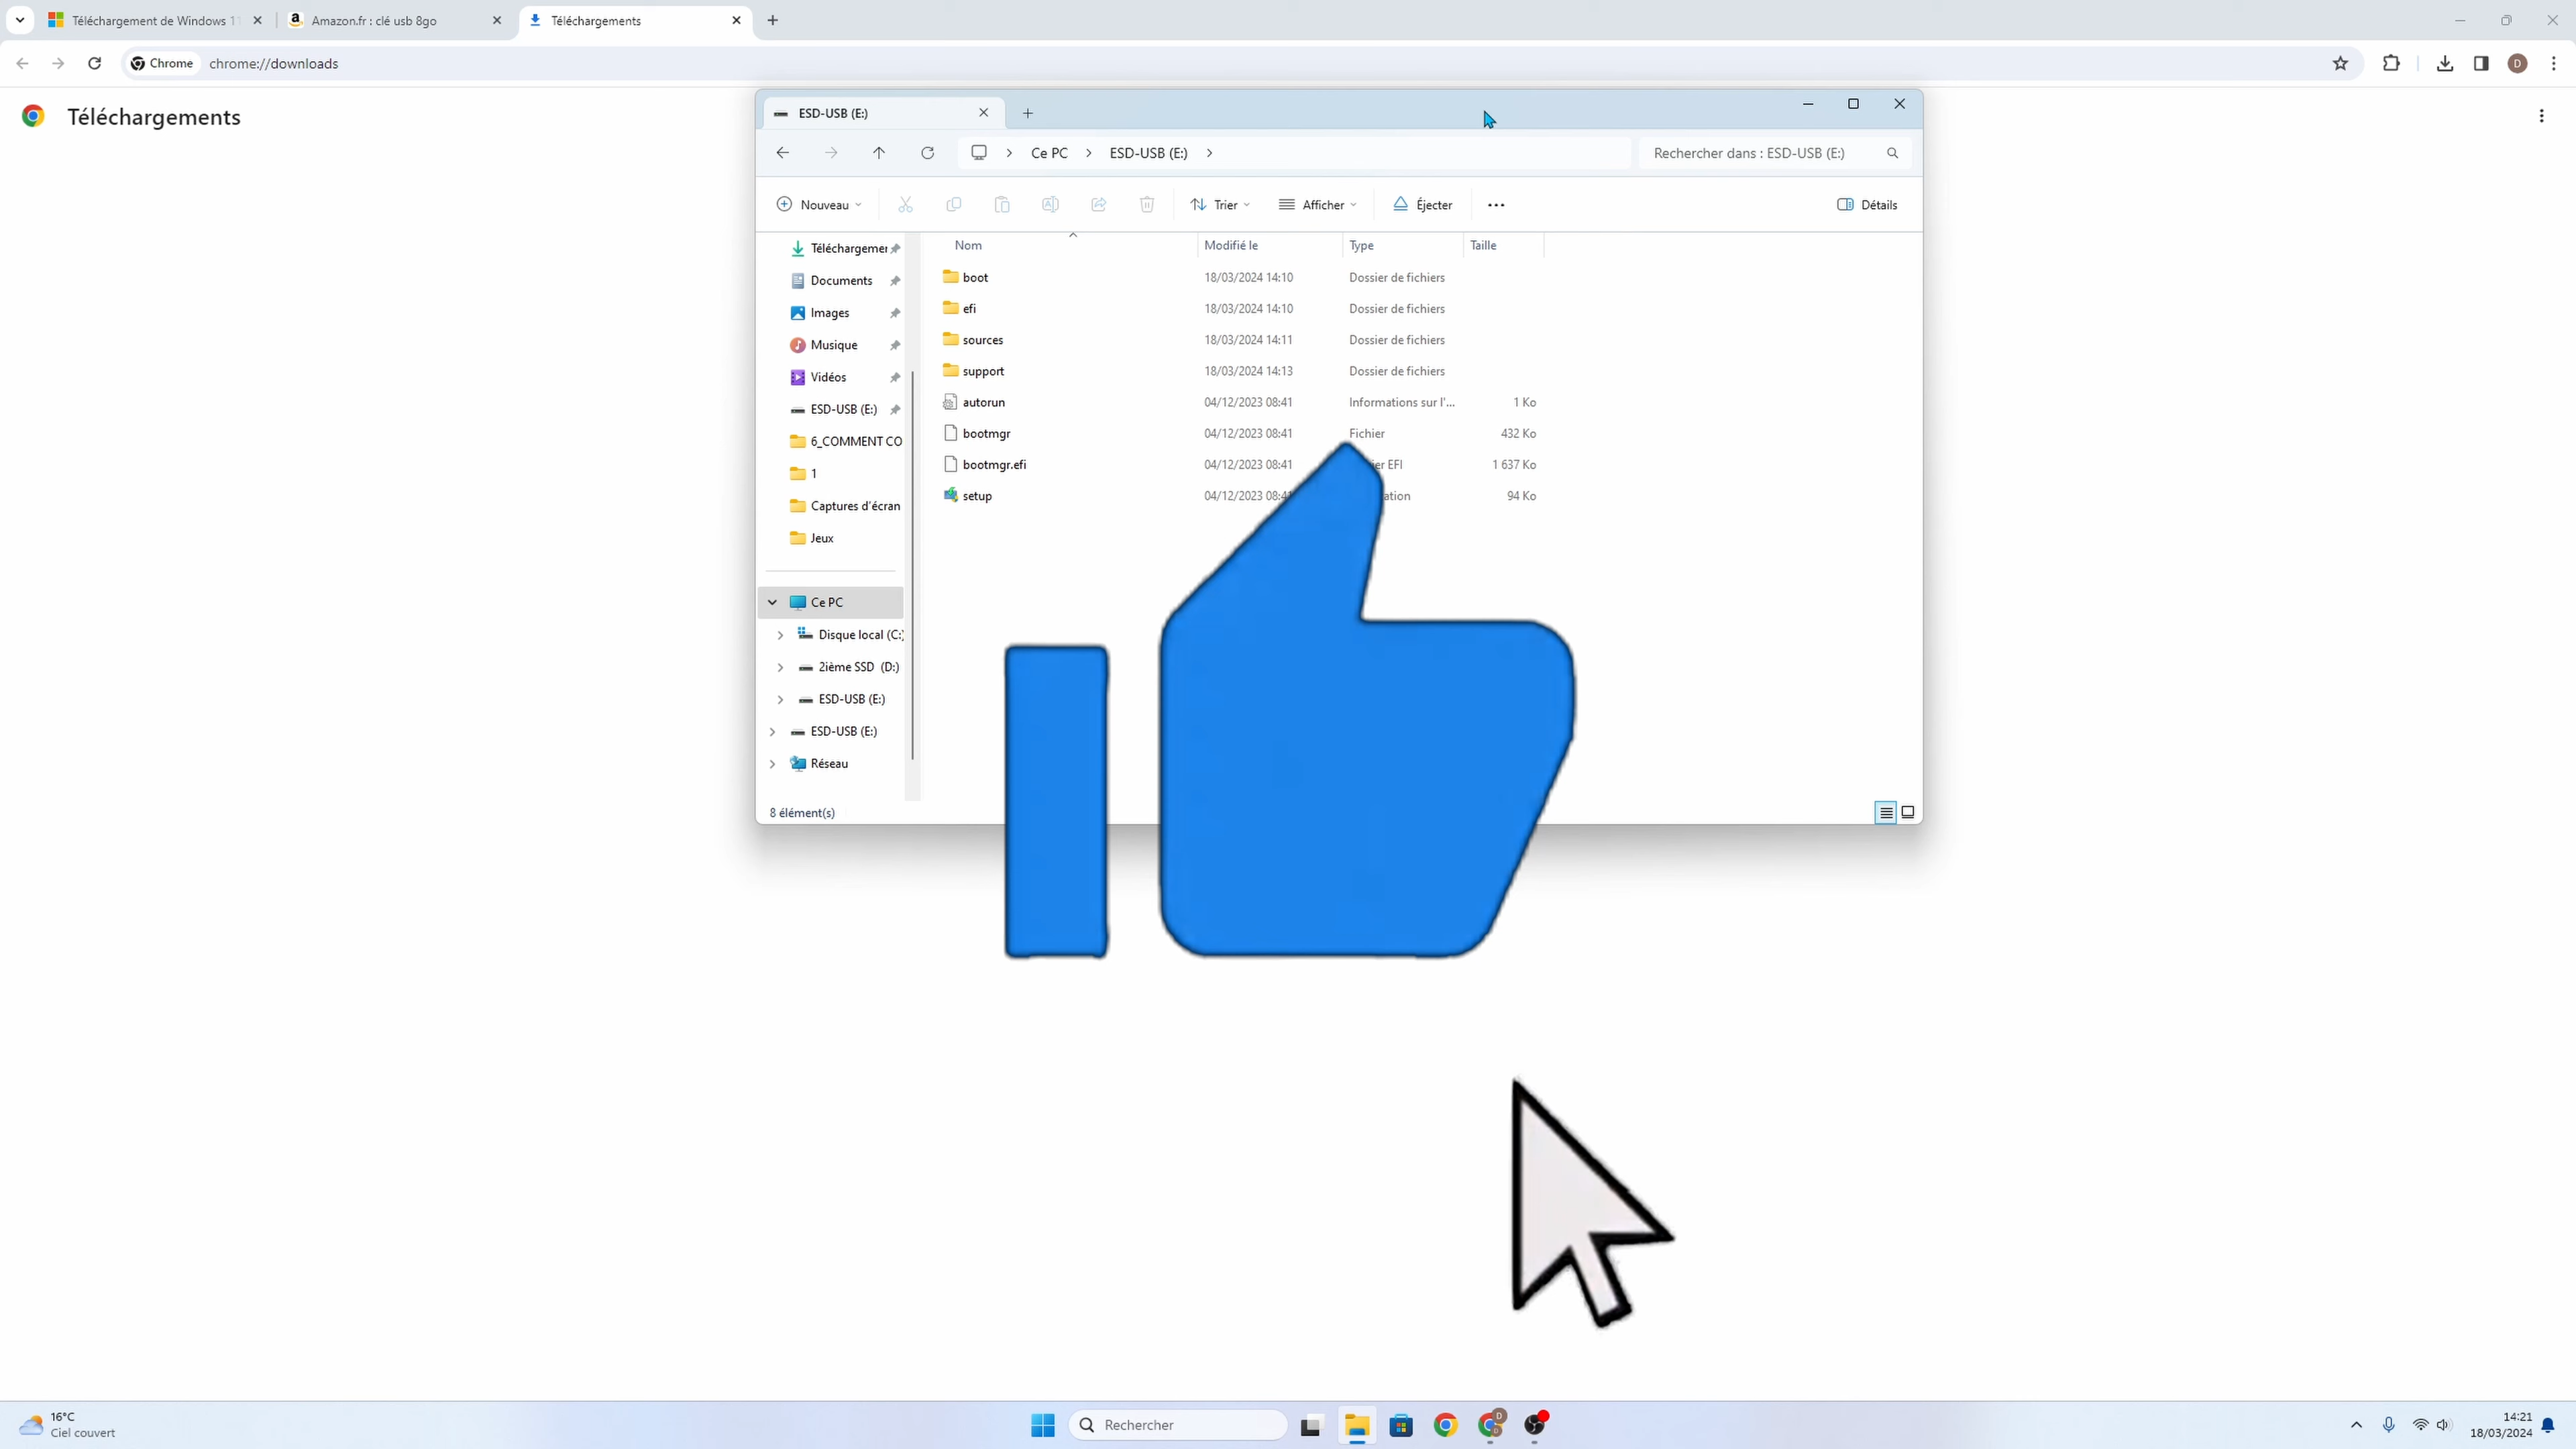 Téléchargement de Windows 11
Amazon.fr : clé usb 8go
Téléchargements
Chrome
chrome://downloads
D
Téléchargements
ESD-USB (E:)
Ce PC
ESD-USB (E:)
Rechercher dans : ESD-USB (E:)
Nouveau
Trier
Afficher
Éjecter
Détails
Nom Modifié le Type Taille
boot 18/03/2024 14:10 Dossier de fichiers
efi 18/03/2024 14:10 Dossier de fichiers
sources 18/03/2024 14:11 Dossier de fichiers
support 18/03/2024 14:13 Dossier de fichiers
autorun 04/12/2023 08:41 Informations sur l'... 1 Ko
bootmgr 04/12/2023 08:41 Fichier 432 Ko
bootmgr.efi 04/12/2023 08:41 EFI 1 637 Ko
setup 04/12/2023 08:41 94 Ko
Téléchargemer
Documents
Images
Musique
Vidéos
ESD-USB (E:)
6_COMMENT CO
1
Captures d'écran
Jeux
Ce PC
Disque local (C:)
2ième SSD (D:)
ESD-USB (E:)
ESD-USB (E:)
Réseau
8 élément(s)
16°C
Ciel couvert
Rechercher
14:21
18/03/2024